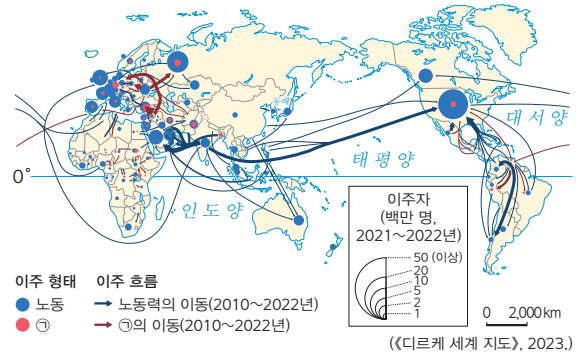 동해
대서양
태평양
0°
인도양
이주자
(백만 명,
2021~2022년)
50 (이상)
20
10
5
2
1
이주 형태
이주 흐름
노동
노동력의 이동(2010~2022년)
㉠
㉠의 이동(2010~2022년)
0 2,000 km
(《디르케 세계 지도》, 2023.)